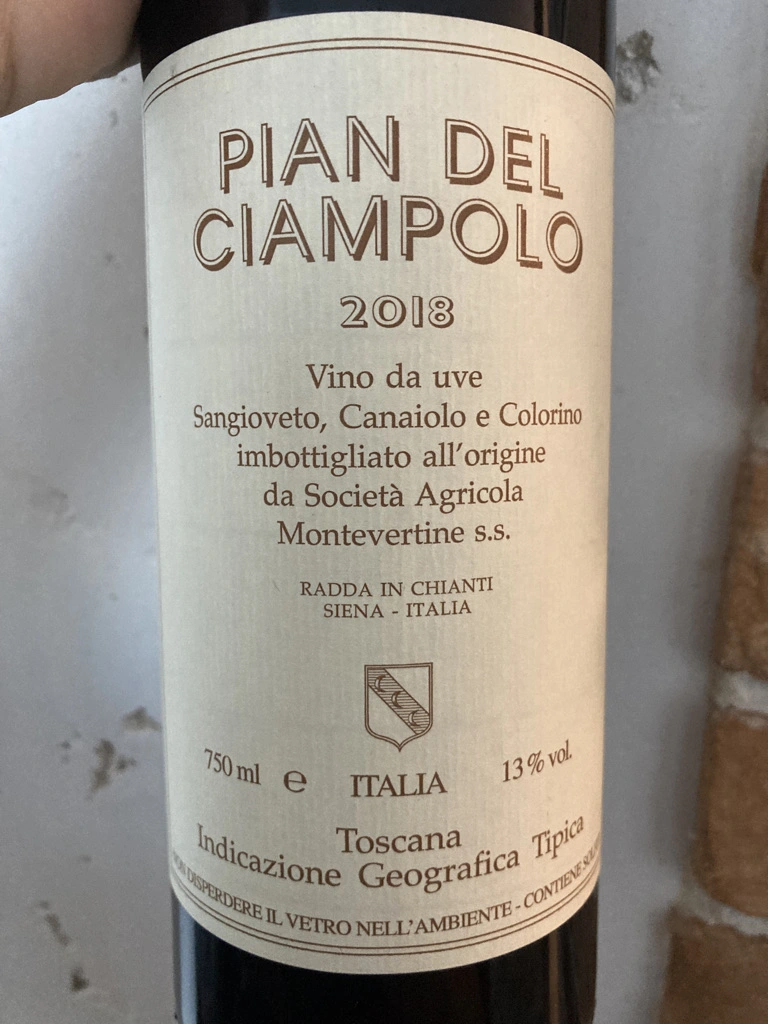 PIAN DEL
CIAMPOLO
2018
Vino da uve
Sangioveto, Canaiolo e Colorino
imbottigliato all'origine
da Società Agricola
Montevertine s.s.
RADDA IN CHIANTI
SIENA - ITALIA
750 ml e ITALIA 13% vol.
Toscana
Indicazione Geografica Tipica
DISPERDERE IL VETRO NELL'AMBIENTE - CONTIENE